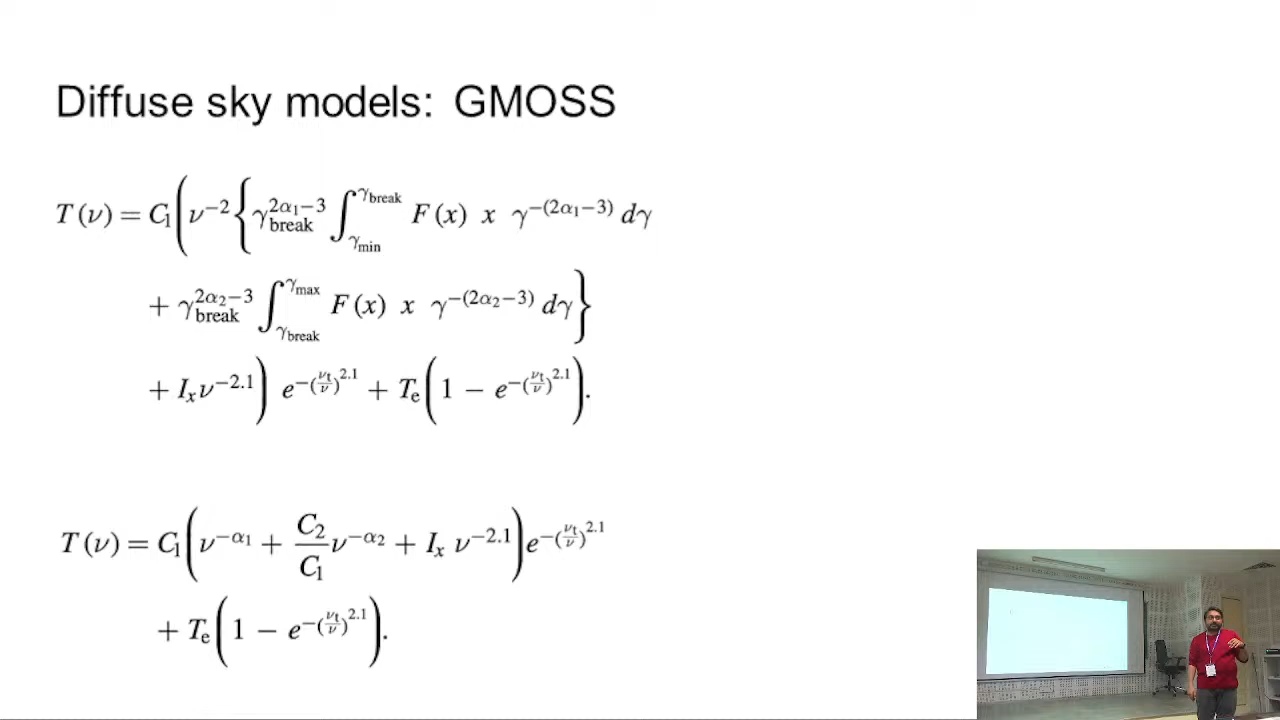 Diffuse sky models: GMOSS
T(ν) = C₁(ν⁻² {γ_break^{2α₁−3} ∫_{γ_min}^{γ_break} F(x) x γ^{−(2α₁−3)} dγ
+ γ_break^{2α₂−3} ∫_{γ_break}^{γ_max} F(x) x γ^{−(2α₂−3)} dγ}
+ Iₓν^{−2.1}) e^{−(ν_t/ν)^{2.1}} + T_e(1 − e^{−(ν_t/ν)^{2.1}}).
T(ν) = C₁(ν^{−α₁} + C₂/C₁ ν^{−α₂} + Iₓ ν^{−2.1}) e^{−(ν_t/ν)^{2.1}}
+ T_e(1 − e^{−(ν_t/ν)^{2.1}}).